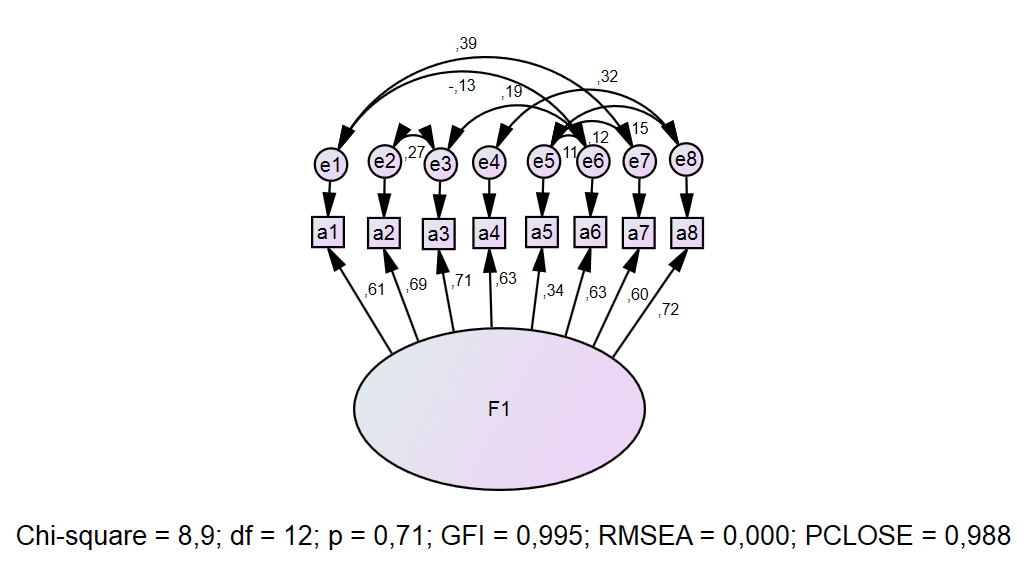 ,39
-,13
,19
,32
,27
11
,12
15
e1 e2 e3 e4 e5 e6 e7 e8
a1 a2 a3 a4 a5 a6 a7 a8
,61 ,69 ,71 ,63 ,34 ,63 ,60 ,72
F1
Chi-square = 8,9; df = 12; p = 0,71; GFI = 0,995; RMSEA = 0,000; PCLOSE = 0,988